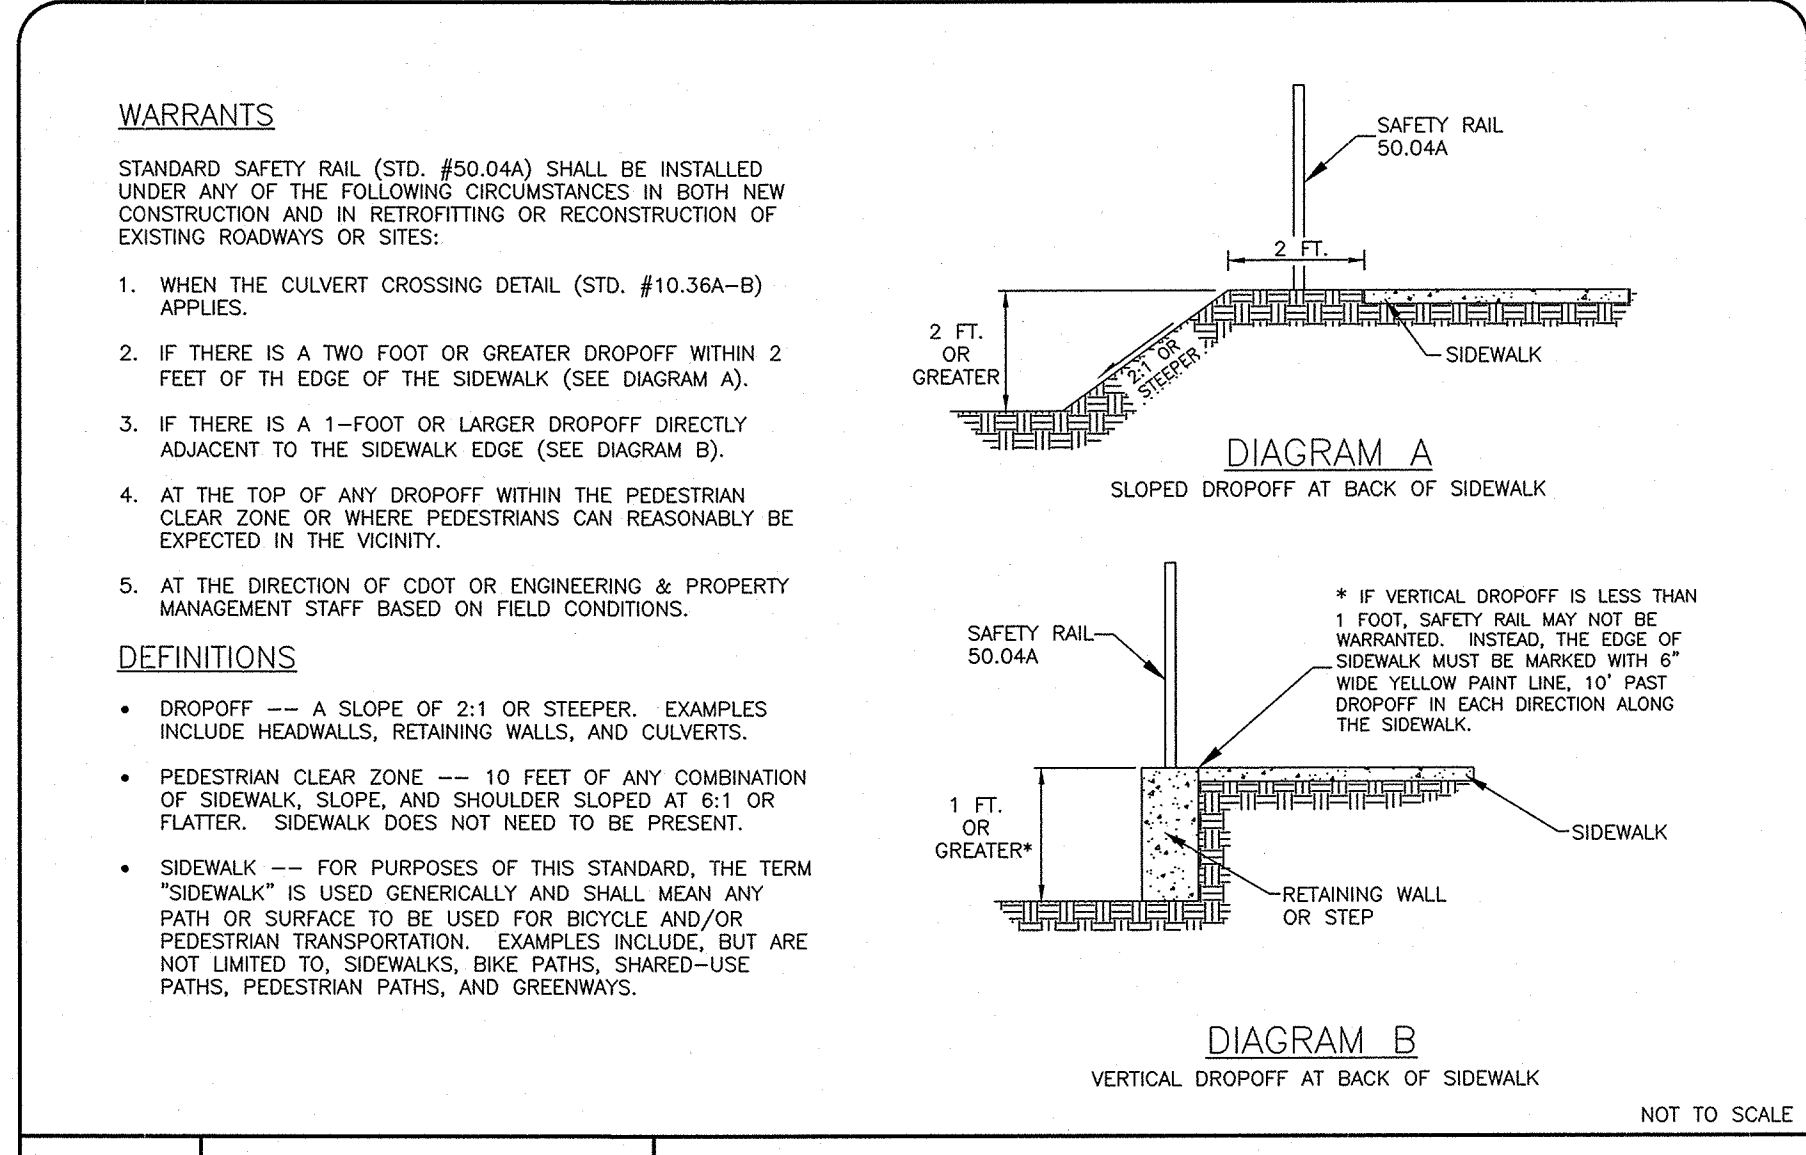 WARRANTS
STANDARD SAFETY RAIL (STD. #50.04A) SHALL BE INSTALLED
UNDER ANY OF THE FOLLOWING CIRCUMSTANCES IN BOTH NEW
CONSTRUCTION AND IN RETROFITTING OR RECONSTRUCTION OF
EXISTING ROADWAYS OR SITES:
1. WHEN THE CULVERT CROSSING DETAIL (STD. #10.36A-B)
APPLIES.
2. IF THERE IS A TWO FOOT OR GREATER DROPOFF WITHIN 2
FEET OF TH EDGE OF THE SIDEWALK (SEE DIAGRAM A).
3. IF THERE IS A 1-FOOT OR LARGER DROPOFF DIRECTLY
ADJACENT TO THE SIDEWALK EDGE (SEE DIAGRAM B).
4. AT THE TOP OF ANY DROPOFF WITHIN THE PEDESTRIAN
CLEAR ZONE OR WHERE PEDESTRIANS CAN REASONABLY BE
EXPECTED IN THE VICINITY.
5. AT THE DIRECTION OF CDOT OR ENGINEERING & PROPERTY
MANAGEMENT STAFF BASED ON FIELD CONDITIONS.
DEFINITIONS
• DROPOFF -- A SLOPE OF 2:1 OR STEEPER. EXAMPLES
INCLUDE HEADWALLS, RETAINING WALLS, AND CULVERTS.
• PEDESTRIAN CLEAR ZONE -- 10 FEET OF ANY COMBINATION
OF SIDEWALK, SLOPE, AND SHOULDER SLOPED AT 6:1 OR
FLATTER. SIDEWALK DOES NOT NEED TO BE PRESENT.
• SIDEWALK -- FOR PURPOSES OF THIS STANDARD, THE TERM
"SIDEWALK" IS USED GENERICALLY AND SHALL MEAN ANY
PATH OR SURFACE TO BE USED FOR BICYCLE AND/OR
PEDESTRIAN TRANSPORTATION. EXAMPLES INCLUDE, BUT ARE
NOT LIMITED TO, SIDEWALKS, BIKE PATHS, SHARED-USE
PATHS, PEDESTRIAN PATHS, AND GREENWAYS.
SAFETY RAIL
50.04A
2 FT.
2 FT.
OR
GREATER
2:1 OR
STEEPER
SIDEWALK
DIAGRAM A
SLOPED DROPOFF AT BACK OF SIDEWALK
SAFETY RAIL
50.04A
* IF VERTICAL DROPOFF IS LESS THAN
1 FOOT, SAFETY RAIL MAY NOT BE
WARRANTED. INSTEAD, THE EDGE OF
SIDEWALK MUST BE MARKED WITH 6"
WIDE YELLOW PAINT LINE, 10' PAST
DROPOFF IN EACH DIRECTION ALONG
THE SIDEWALK.
1 FT.
OR
GREATER*
SIDEWALK
RETAINING WALL
OR STEP
DIAGRAM B
VERTICAL DROPOFF AT BACK OF SIDEWALK
NOT TO SCALE